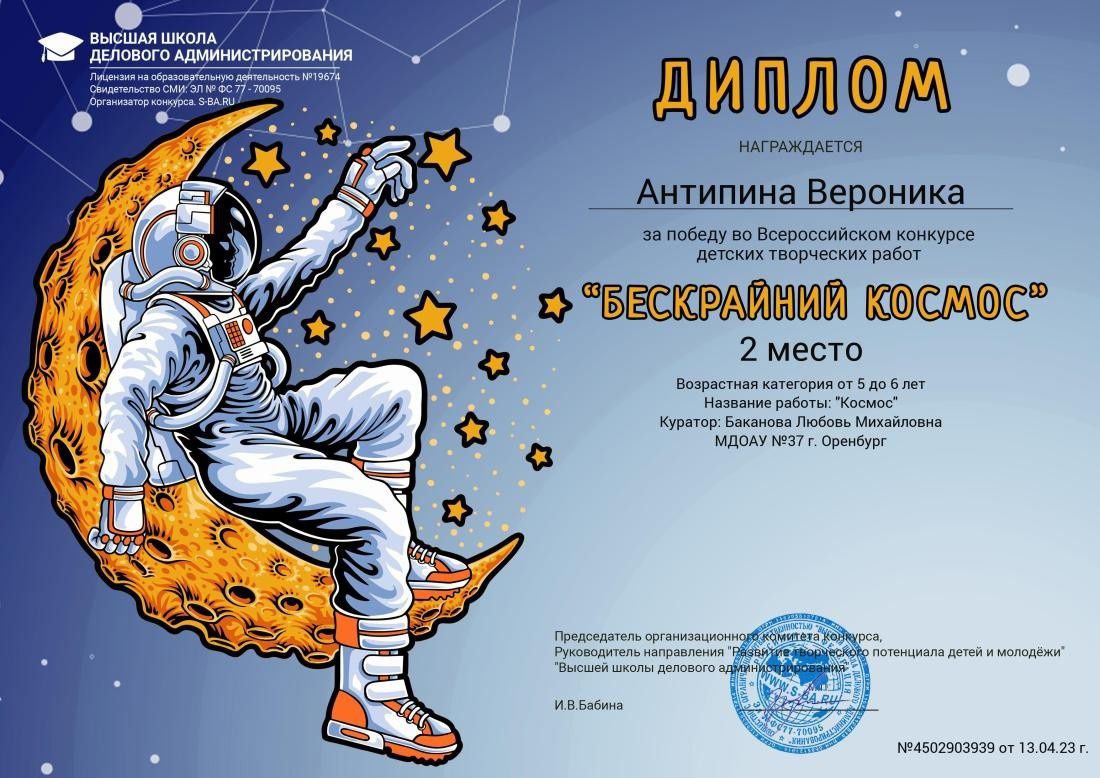 ВЫСШАЯ ШКОЛА
ДЕЛОВОГО АДМИНИСТРИРОВАНИЯ
Лицензия на образовательную деятельность №19674
Свидетельство СМИ: ЭЛ № ФС 77 - 70095
Организатор конкурса. S-BA.RU
ДИПЛОМ
НАГРАЖДАЕТСЯ
Антипина Вероника
за победу во Всероссийском конкурсе
детских творческих работ
“БЕСКРАЙНИЙ КОСМОС”
2 место
Возрастная категория от 5 до 6 лет
Название работы: "Космос"
Куратор: Баканова Любовь Михайловна
МДОАУ №37 г. Оренбург
Председатель организационного комитета конкурса,
Руководитель направления "Развитие творческого потенциала детей и молодёжи"
"Высшей школы делового администрирования
И.В.Бабина
WWW.S-BA.RU
№4502903939 от 13.04.23 г.